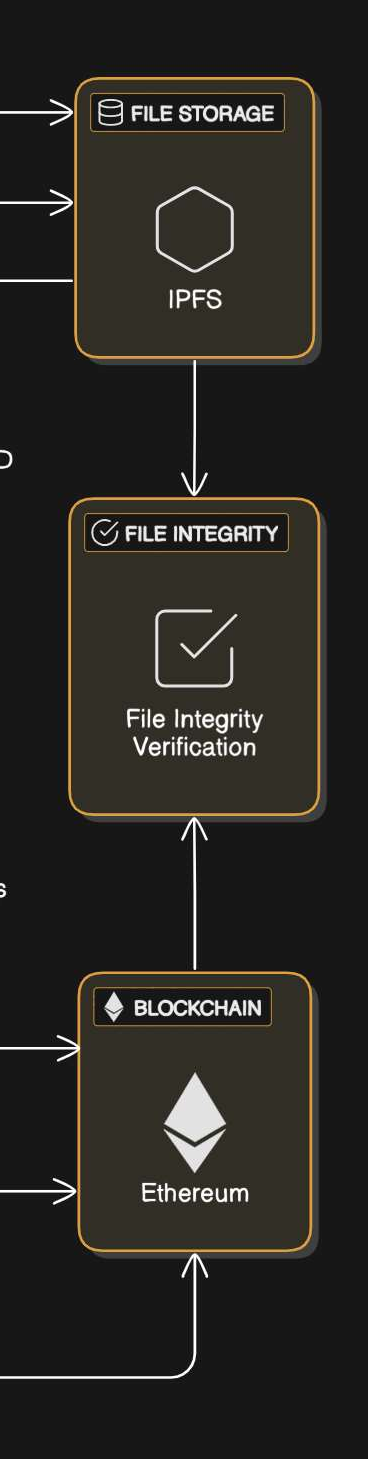 FILE STORAGE
IPFS
D
FILE INTEGRITY
File Integrity
Verification
s
BLOCKCHAIN
Ethereum